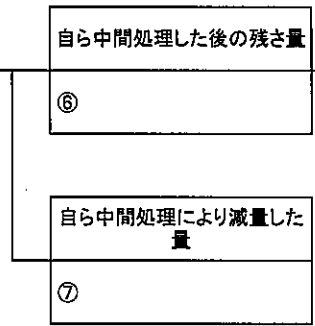 自ら中間処理した後の残さ量
⑥
自ら中間処理により減量した
量
⑦